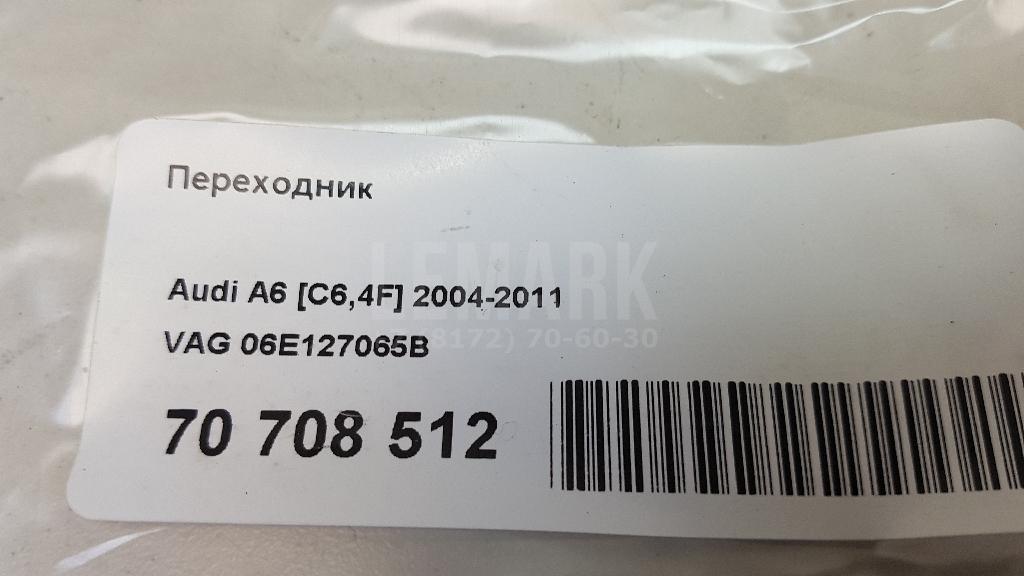 Переходник
LEMARK
Audi A6 [C6,4F] 2004-2011
8172) 70-60-30
VAG 06E127065B
70 708 512